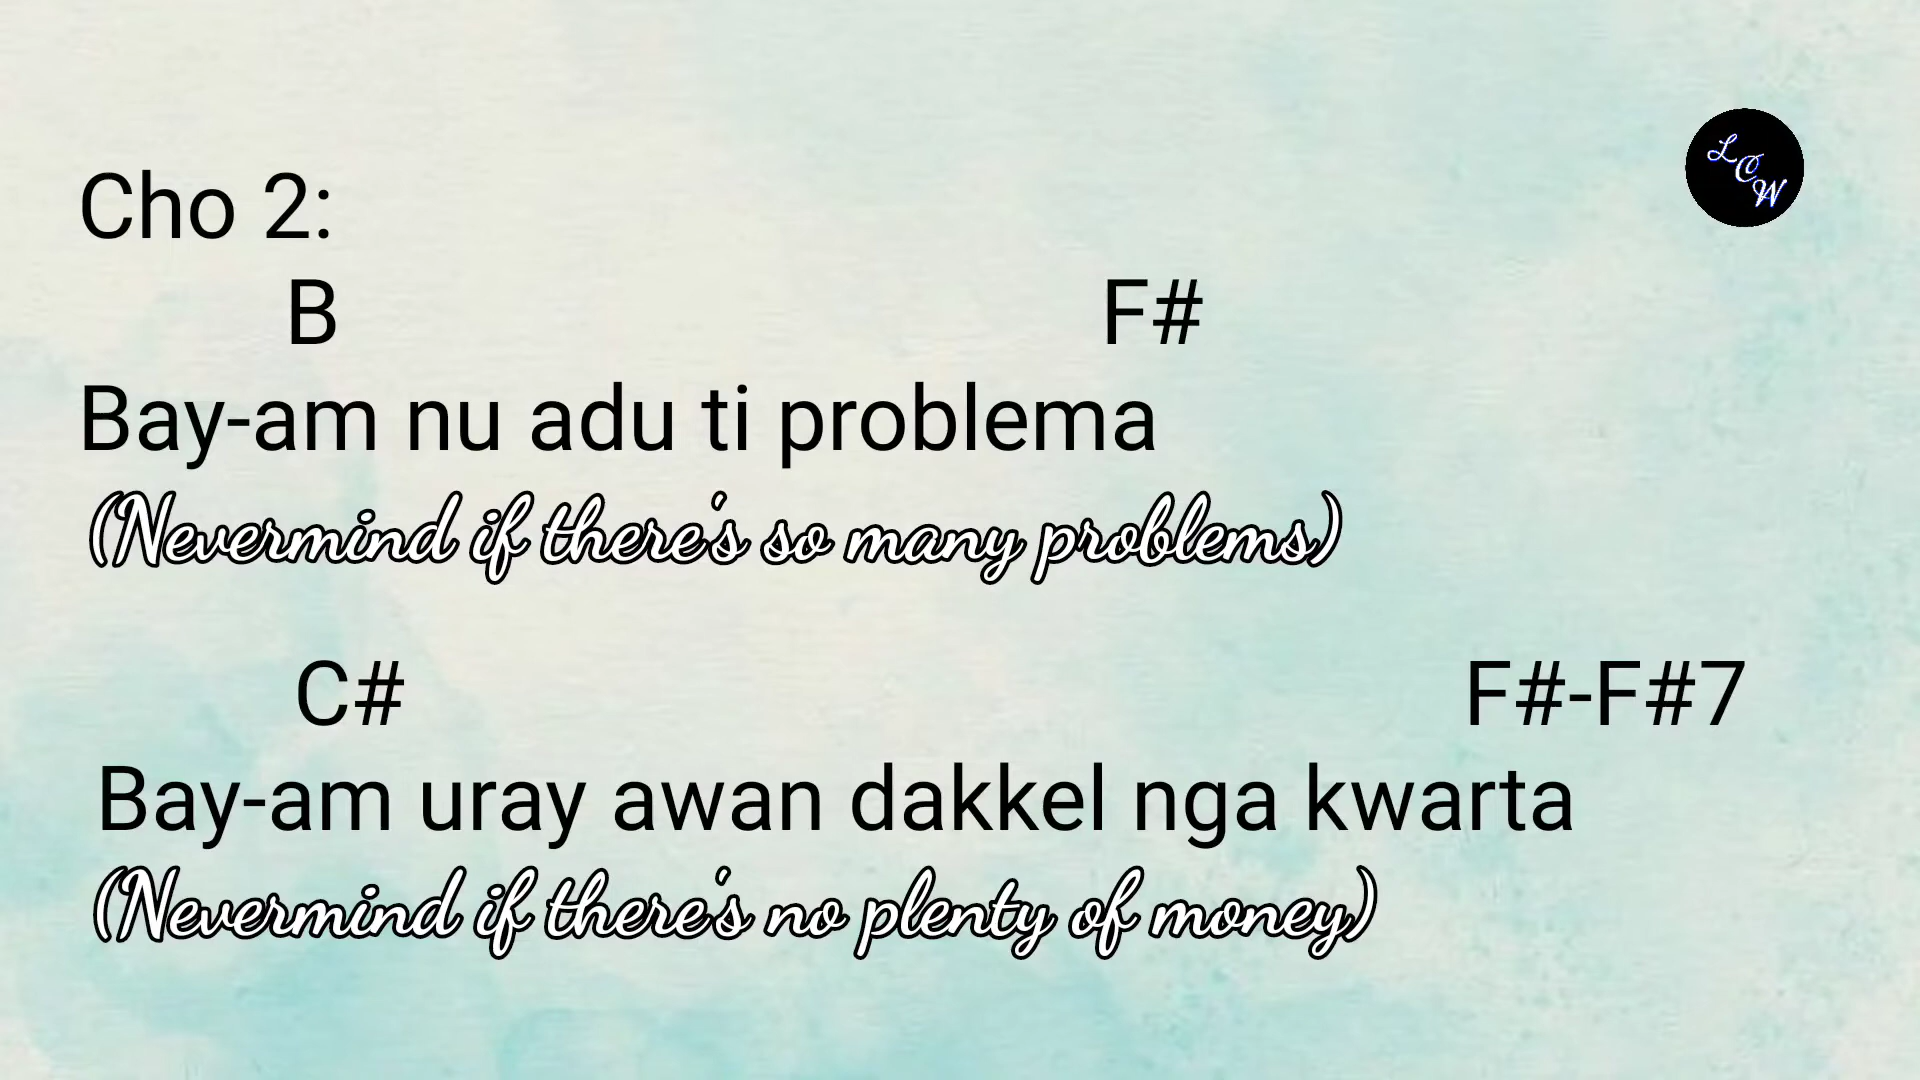 LCW
Cho 2:
B F#
Bay-am nu adu ti problema
(Nevermind if there's so many problems)
C# F#-F#7
Bay-am uray awan dakkel nga kwarta
(Nevermind if there's no plenty of money)